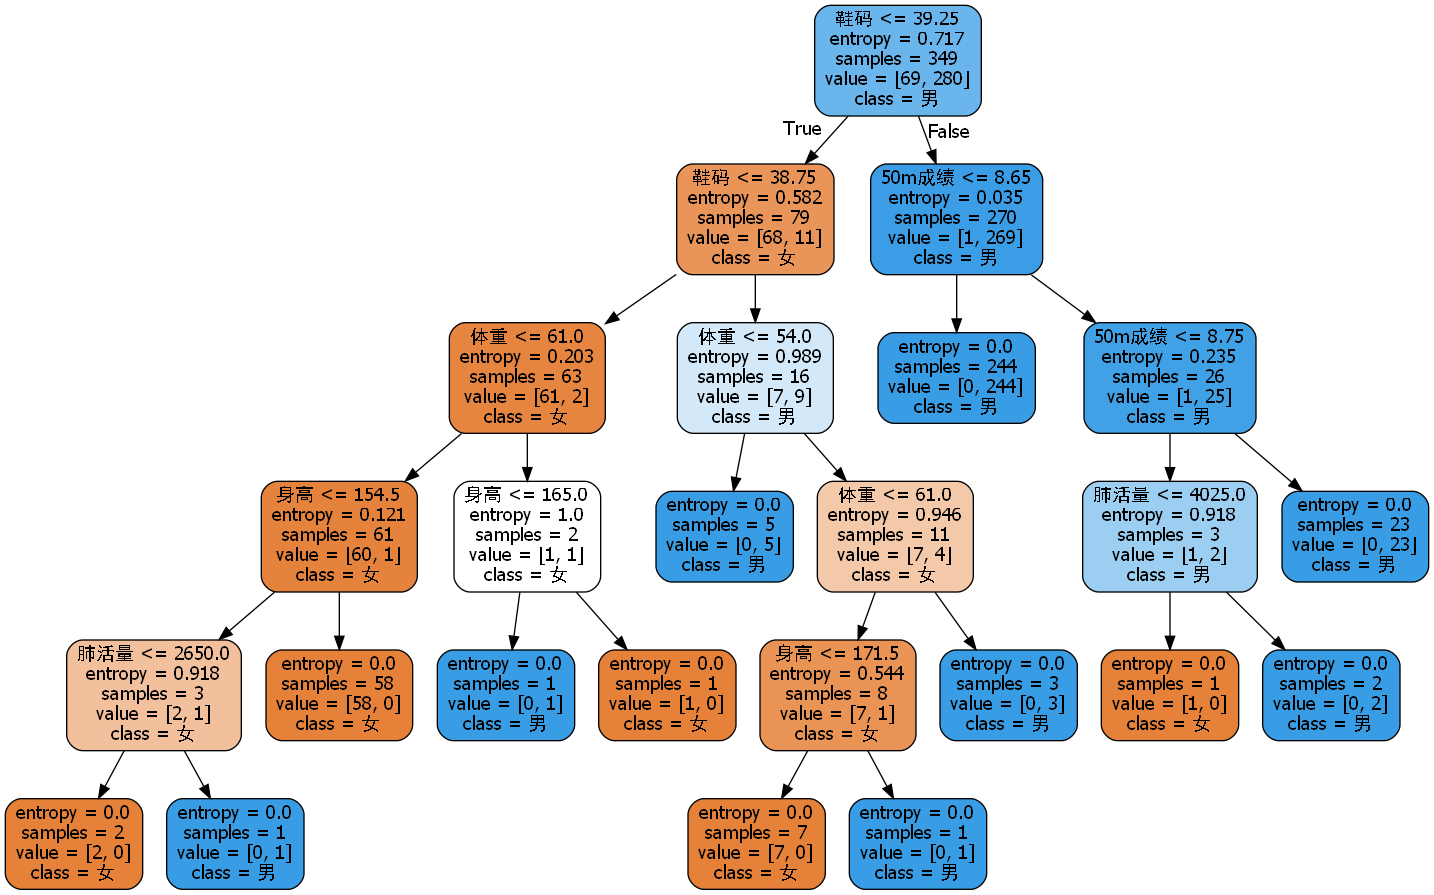 鞋码 <= 39.25
entropy = 0.717
samples = 349
value = [69, 280]
class = 男
True
False
鞋码 <= 38.75
entropy = 0.582
samples = 79
value = [68, 11]
class = 女
50m成绩 <= 8.65
entropy = 0.035
samples = 270
value = [1, 269]
class = 男
体重 <= 61.0
entropy = 0.203
samples = 63
value = [61, 2]
class = 女
体重 <= 54.0
entropy = 0.989
samples = 16
value = [7, 9]
class = 男
entropy = 0.0
samples = 244
value = [0, 244]
class = 男
50m成绩 <= 8.75
entropy = 0.235
samples = 26
value = [1, 25]
class = 男
身高 <= 154.5
entropy = 0.121
samples = 61
value = [60, 1]
class = 女
身高 <= 165.0
entropy = 1.0
samples = 2
value = [1, 1]
class = 女
entropy = 0.0
samples = 5
value = [0, 5]
class = 男
体重 <= 61.0
entropy = 0.946
samples = 11
value = [7, 4]
class = 女
肺活量 <= 4025.0
entropy = 0.918
samples = 3
value = [1, 2]
class = 男
entropy = 0.0
samples = 23
value = [0, 23]
class = 男
肺活量 <= 2650.0
entropy = 0.918
samples = 3
value = [2, 1]
class = 女
entropy = 0.0
samples = 58
value = [58, 0]
class = 女
entropy = 0.0
samples = 1
value = [0, 1]
class = 男
entropy = 0.0
samples = 1
value = [1, 0]
class = 女
身高 <= 171.5
entropy = 0.544
samples = 8
value = [7, 1]
class = 女
entropy = 0.0
samples = 3
value = [0, 3]
class = 男
entropy = 0.0
samples = 1
value = [1, 0]
class = 女
entropy = 0.0
samples = 2
value = [0, 2]
class = 男
entropy = 0.0
samples = 2
value = [2, 0]
class = 女
entropy = 0.0
samples = 1
value = [0, 1]
class = 男
entropy = 0.0
samples = 7
value = [7, 0]
class = 女
entropy = 0.0
samples = 1
value = [0, 1]
class = 男